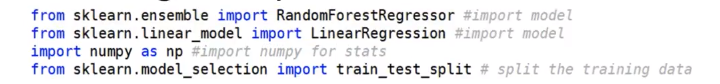 from sklearn.ensemble import RandomForestRegressor #import model
from sklearn.linear_model import LinearRegression #import model
import numpy as np #import numpy for stats
from sklearn.model_selection import train_test_split # split the training data